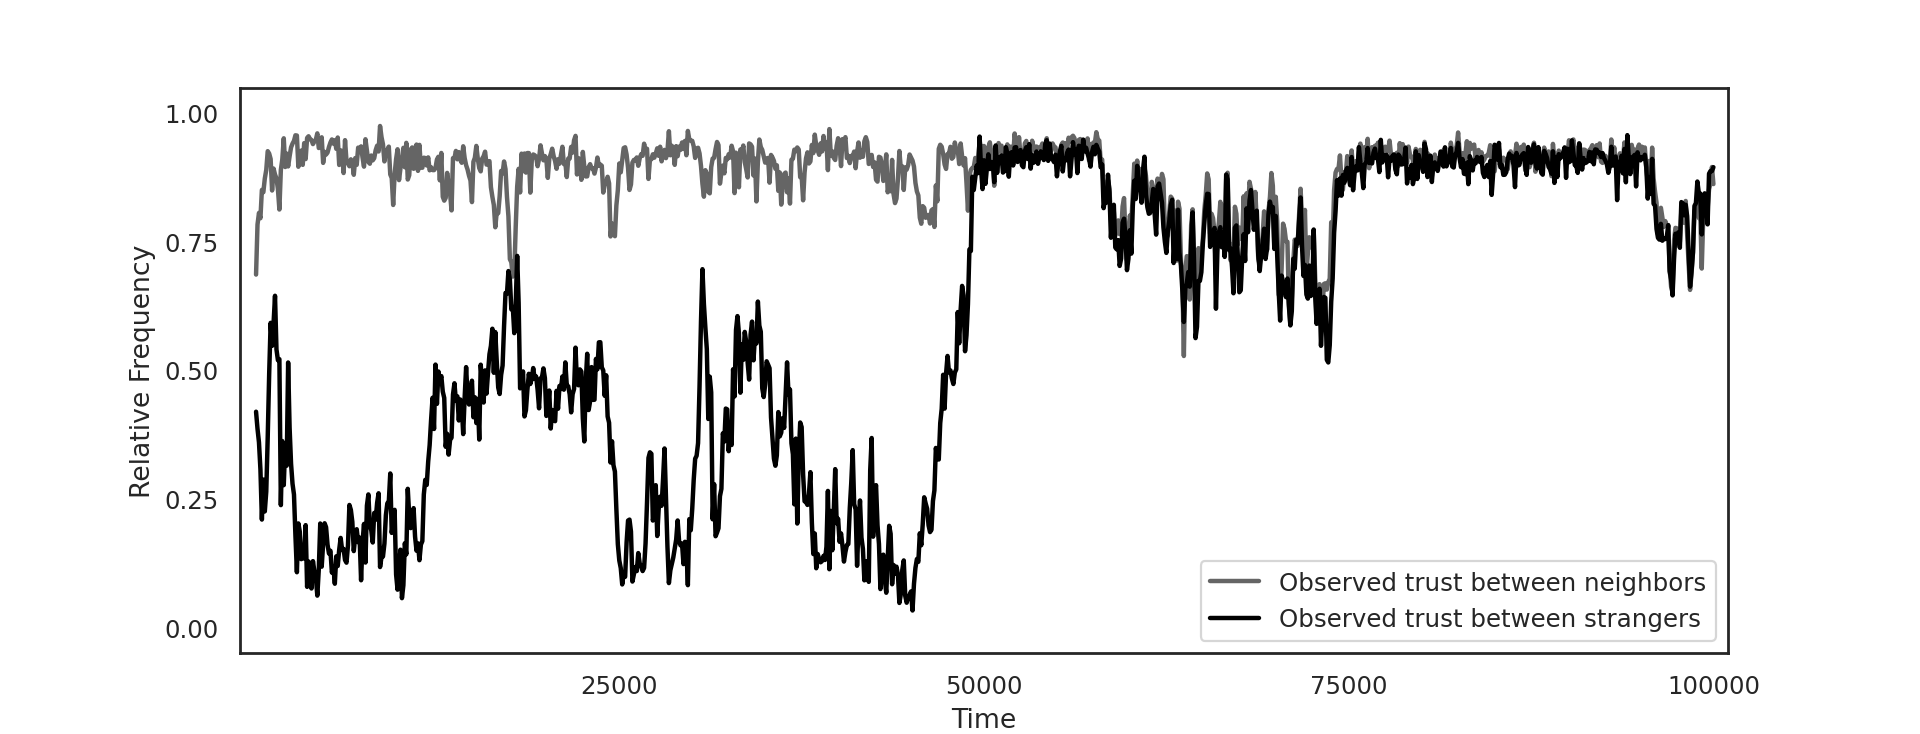 1.00
0.75
0.50
0.25
0.00
Relative Frequency
Observed trust between neighbors
Observed trust between strangers
25000
50000
75000
100000
Time